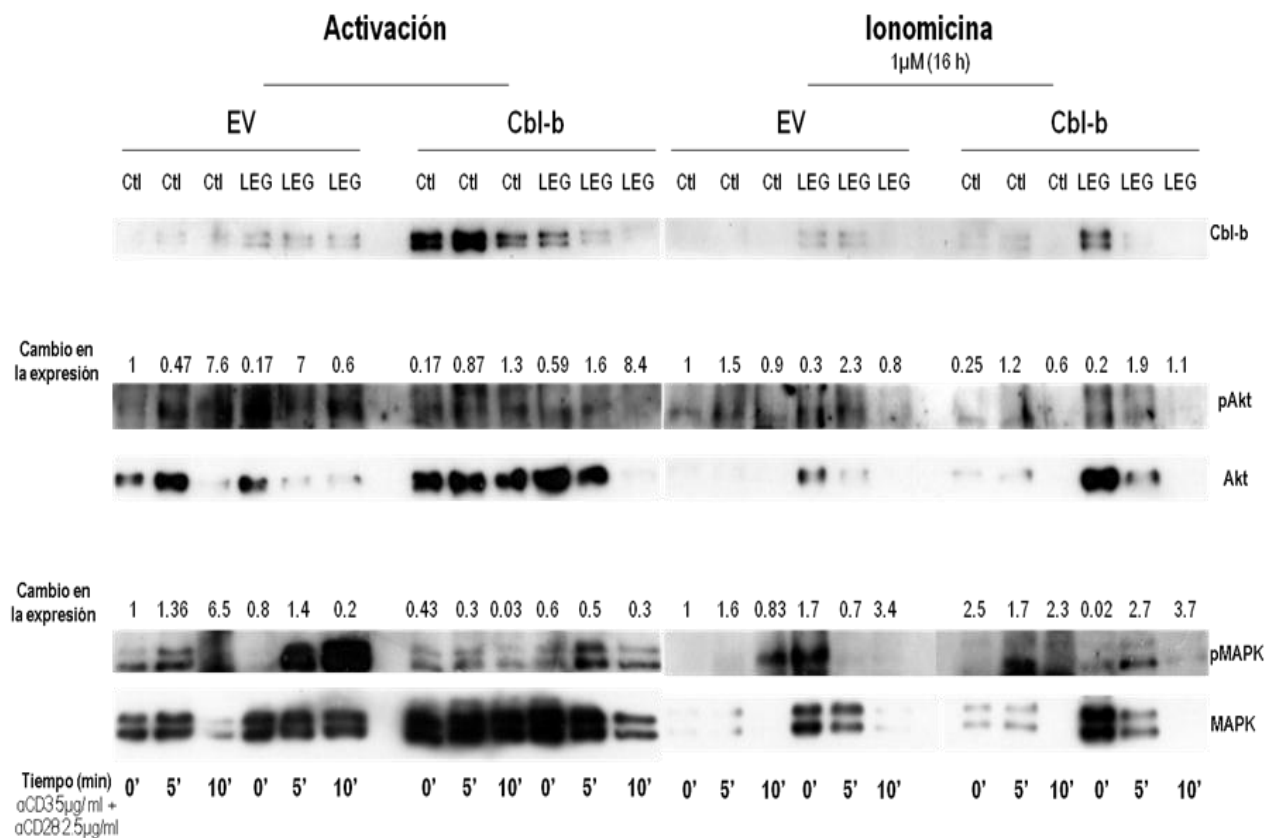 Activación
Ionomicina
1µM (16 h)
EV
Cbl-b
EV
Cbl-b
Ctl Ctl Ctl LEG LEG LEG Ctl Ctl Ctl LEG LEG LEG Ctl Ctl Ctl LEG LEG LEG Ctl Ctl Ctl LEG LEG LEG
Cbl-b
Cambio en
la expresión
1 0.47 7.6 0.17 7 0.6 0.17 0.87 1.3 0.59 1.6 8.4 1 1.5 0.9 0.3 2.3 0.8 0.25 1.2 0.6 0.2 1.9 1.1
pAkt
Akt
Cambio en
la expresión
1 1.36 6.5 0.8 1.4 0.2 0.43 0.3 0.03 0.6 0.5 0.3 1 1.6 0.83 1.7 0.7 3.4 2.5 1.7 2.3 0.02 2.7 3.7
pMAPK
MAPK
Tiempo (min) 0’ 5’ 10’ 0’ 5’ 10’ 0’ 5’ 10’ 0’ 5’ 10’ 0’ 5’ 10’ 0’ 5’ 10’ 0’ 5’ 10’ 0’ 5’ 10’
αCD3 5µg/ml +
αCD28 2.5µg/ml